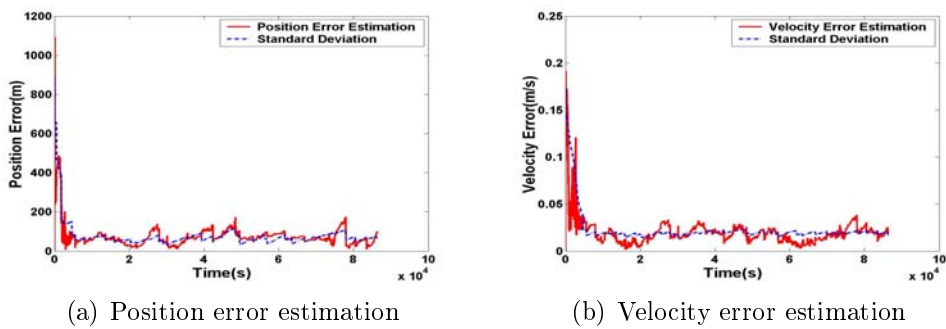 1200
1000
800
600
400
200
0
Position Error(m)
Position Error Estimation
Standard Deviation
0 2 4 6 8 10
Time(s)
x 10^4
(a) Position error estimation
0.25
0.2
0.15
0.1
0.05
0
Velocity Error(m/s)
Velocity Error Estimation
Standard Deviation
0 2 4 6 8 10
Time(s)
x 10^4
(b) Velocity error estimation